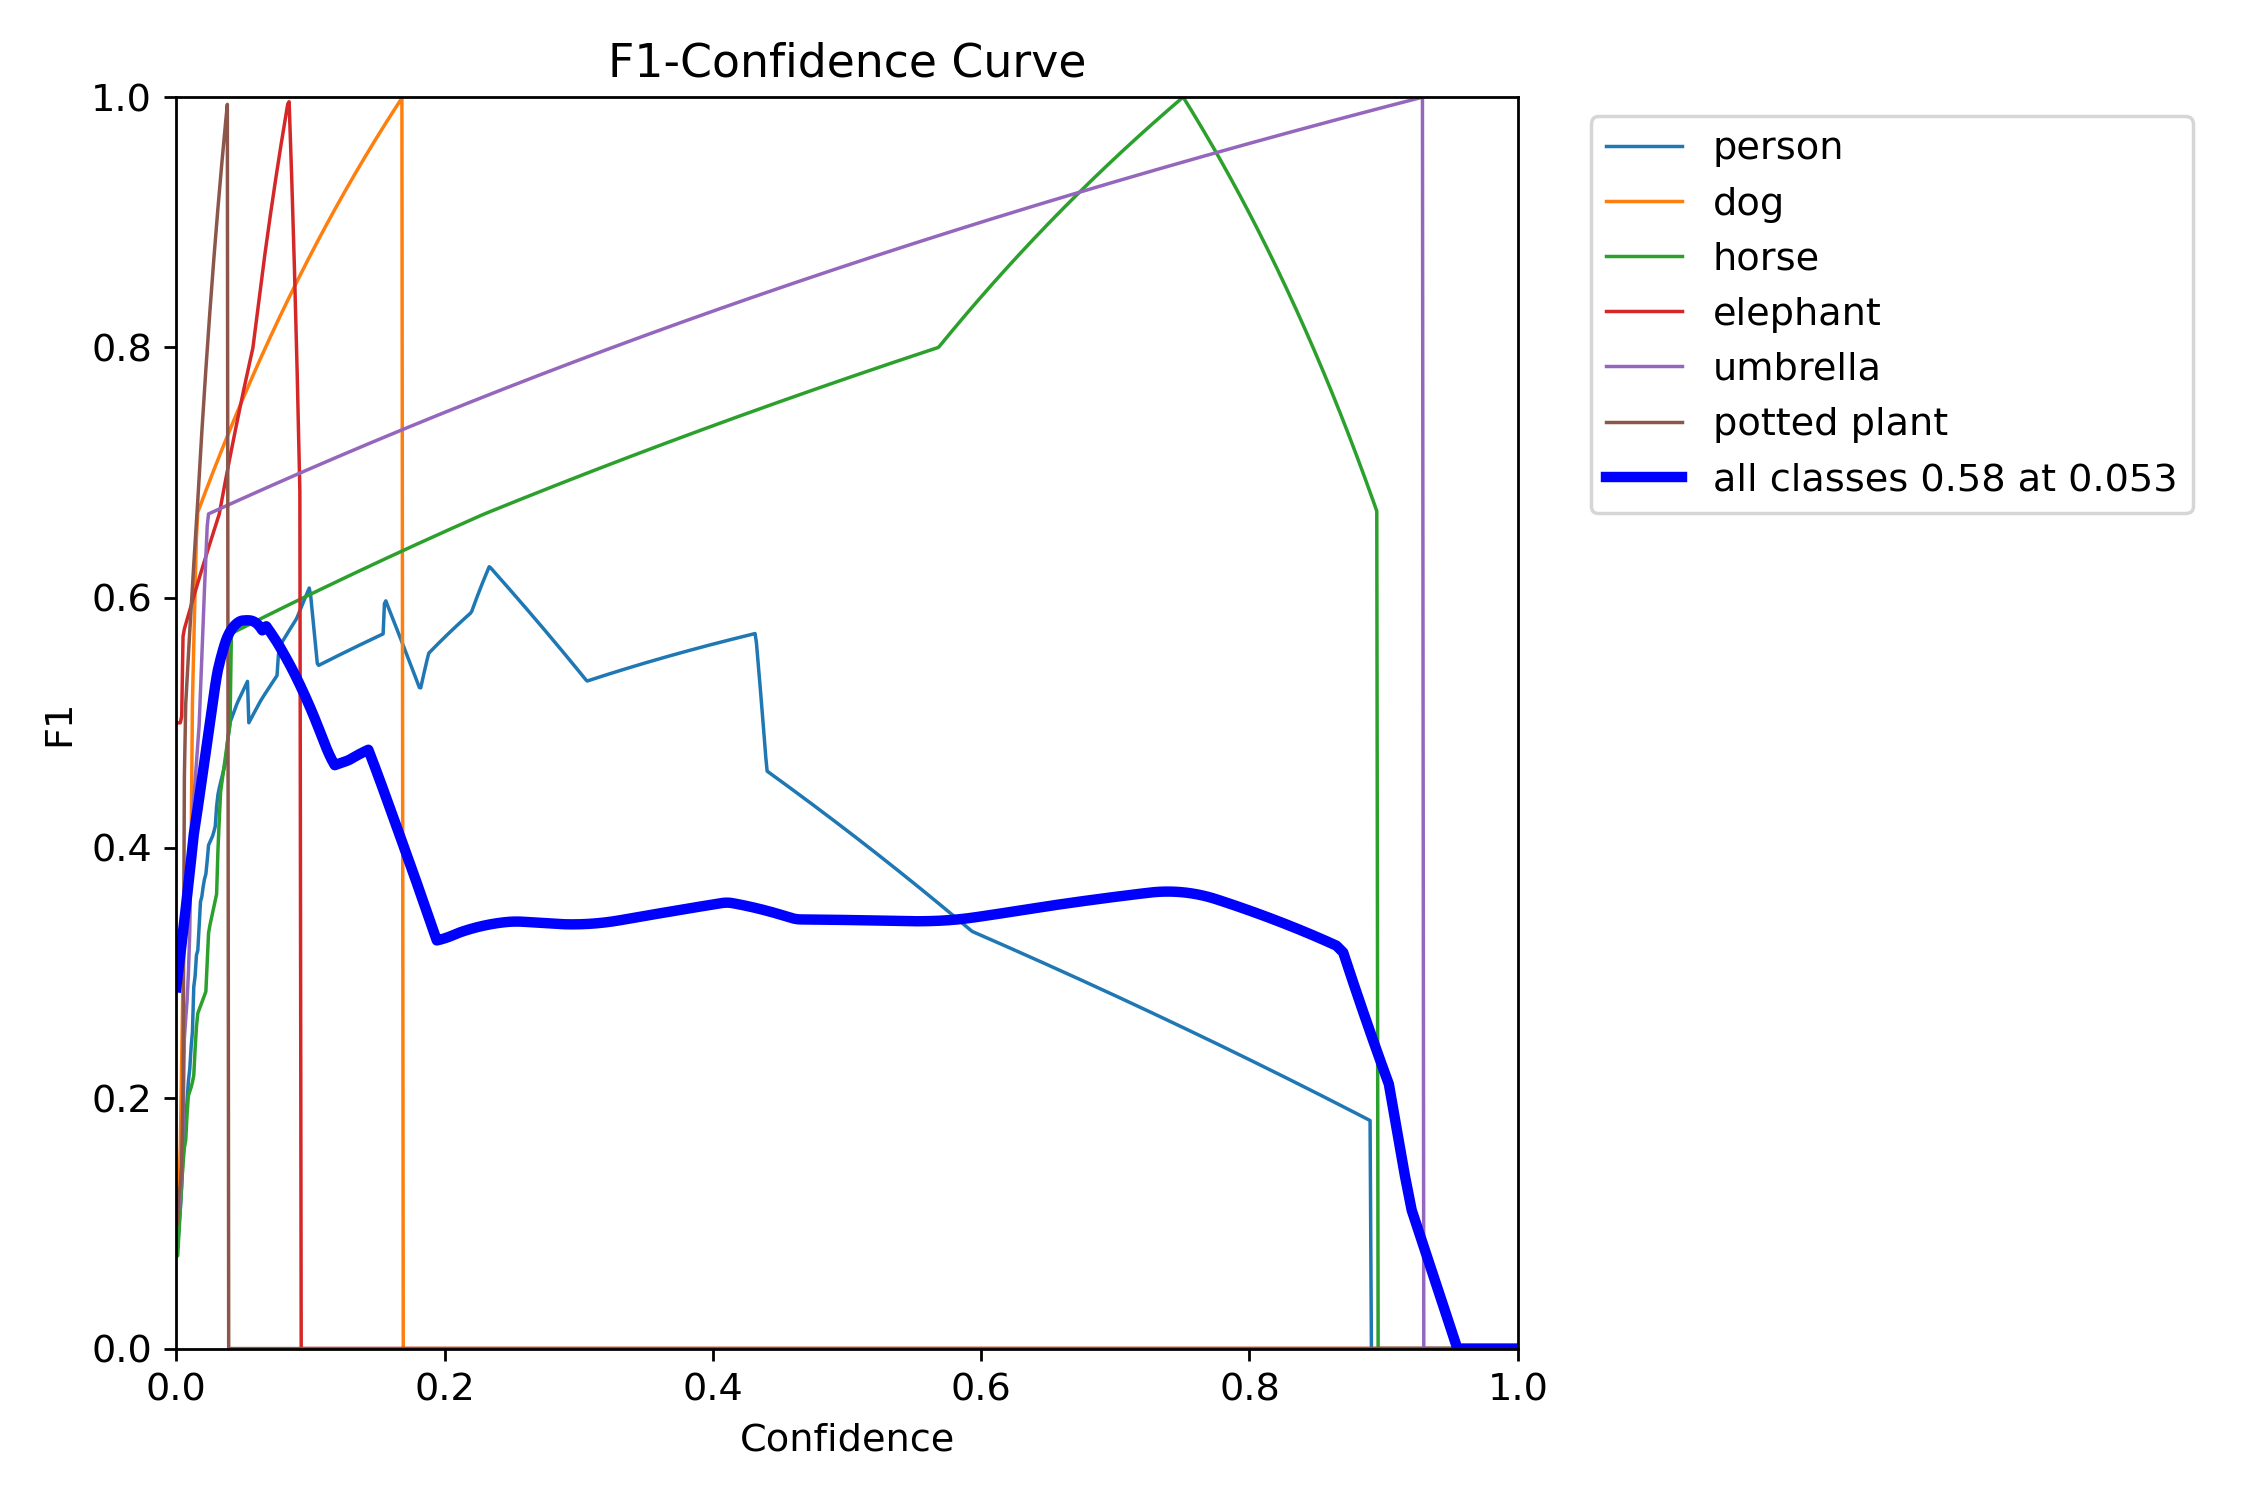 F1-Confidence Curve
1.0
0.8
0.6
0.4
0.2
0.0
F1
0.0 0.2 0.4 0.6 0.8 1.0
Confidence
person
dog
horse
elephant
umbrella
potted plant
all classes 0.58 at 0.053